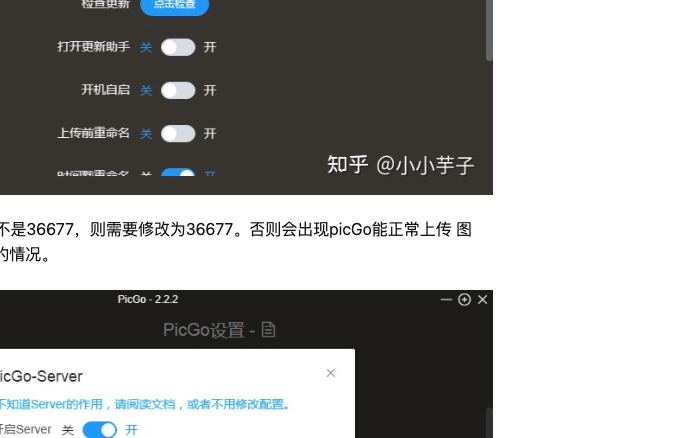 检查更新 点击检查
打开更新助手 关 开
开机自启 关 开
上传前重命名 关 开
时间戳重命名 关 开
知乎 @小小芋子
不是36677，则需要修改为36677。否则会出现picGo能正常上传 图
的情况。
PicGo - 2.2.2
PicGo设置 -
icGo-Server
不知道Server的作用，请阅读文档，或者不用修改配置。
开启Server 关 开